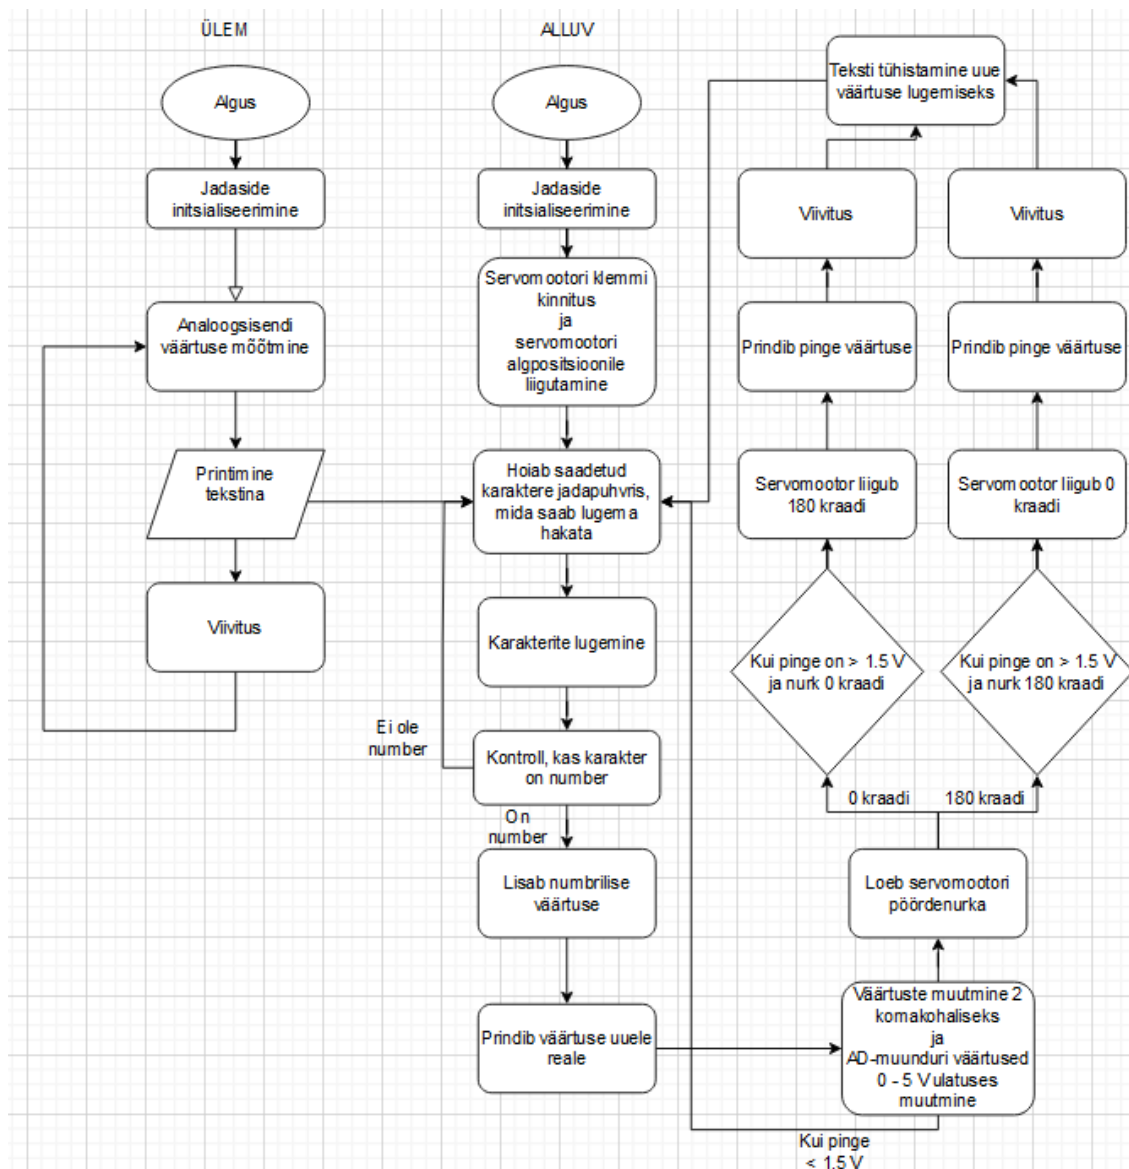 ÜLEM
Algus
Jadaside
initsialiseerimine
Analoogsisendi
väärtuse mõõtmine
Printimine
tekstina
Viivitus
ALLUV
Algus
Jadaside
initsialiseerimine
Servomootori klemmi
kinnitus
ja
servomootori
algpositsioonile
liigutamine
Hoiab saadetud
karaktere jadapuhvris,
mida saab lugema
hakata
Karakterite lugemine
Ei ole
number
Kontroll, kas karakter
on number
On
number
Lisab numbrilise
väärtuse
Prindib väärtuse uuele
reale
Teksti tühistamine uue
väärtuse lugemiseks
Viivitus
Viivitus
Prindib pinge väärtuse
Prindib pinge väärtuse
Servomootor liigub
180 kraadi
Servomootor liigub 0
kraadi
Kui pinge on > 1.5 V
ja nurk 0 kraadi
Kui pinge on > 1.5 V
ja nurk 180 kraadi
0 kraadi
180 kraadi
Loeb servomootori
pöördenurka
Väärtuste muutmine 2
komakohaliseks
ja
AD-muunduri väärtused
0 - 5 V ulatuses
muutmine
Kui pinge
< 1.5 V